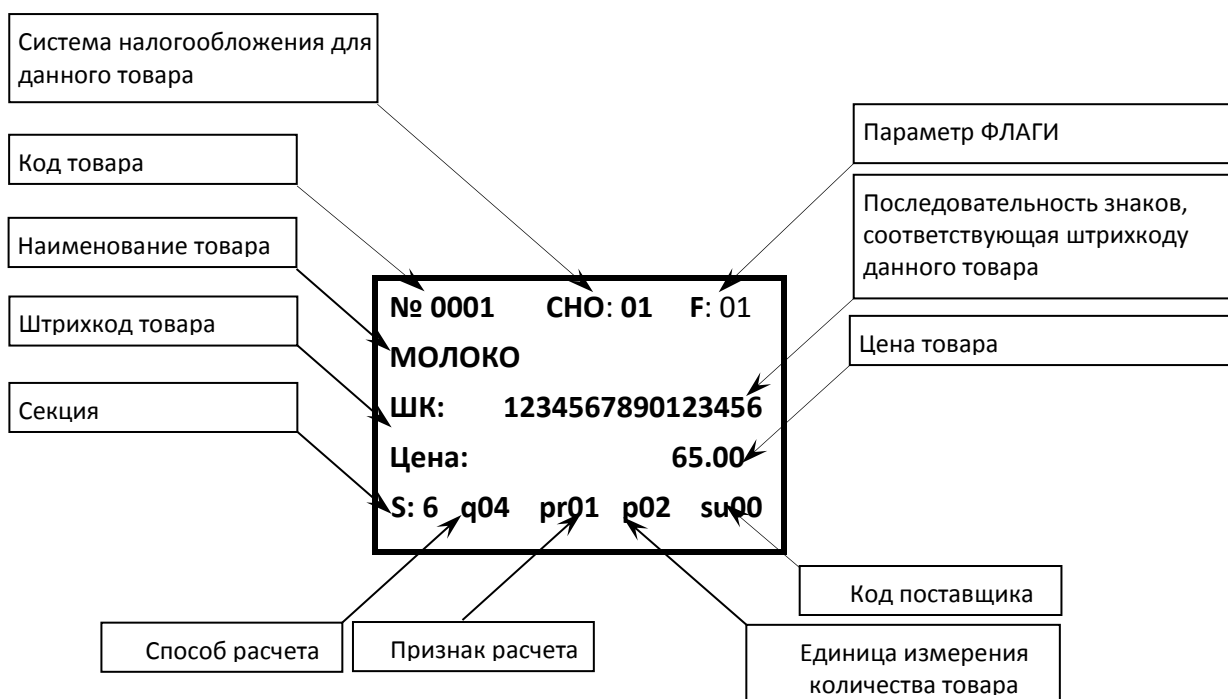 Система налогообложения для
данного товара
Код товара
Наименование товара
Штрихкод товара
Секция
Параметр ФЛАГИ
Последовательность знаков,
соответствующая штрихкоду
данного товара
Цена товара
№ 0001 СНО: 01 F: 01
МОЛОКО
ШК: 1234567890123456
Цена: 65.00
S: 6 q04 pr01 p02 su00
Код поставщика
Способ расчета
Признак расчета
Единица измерения
количества товара